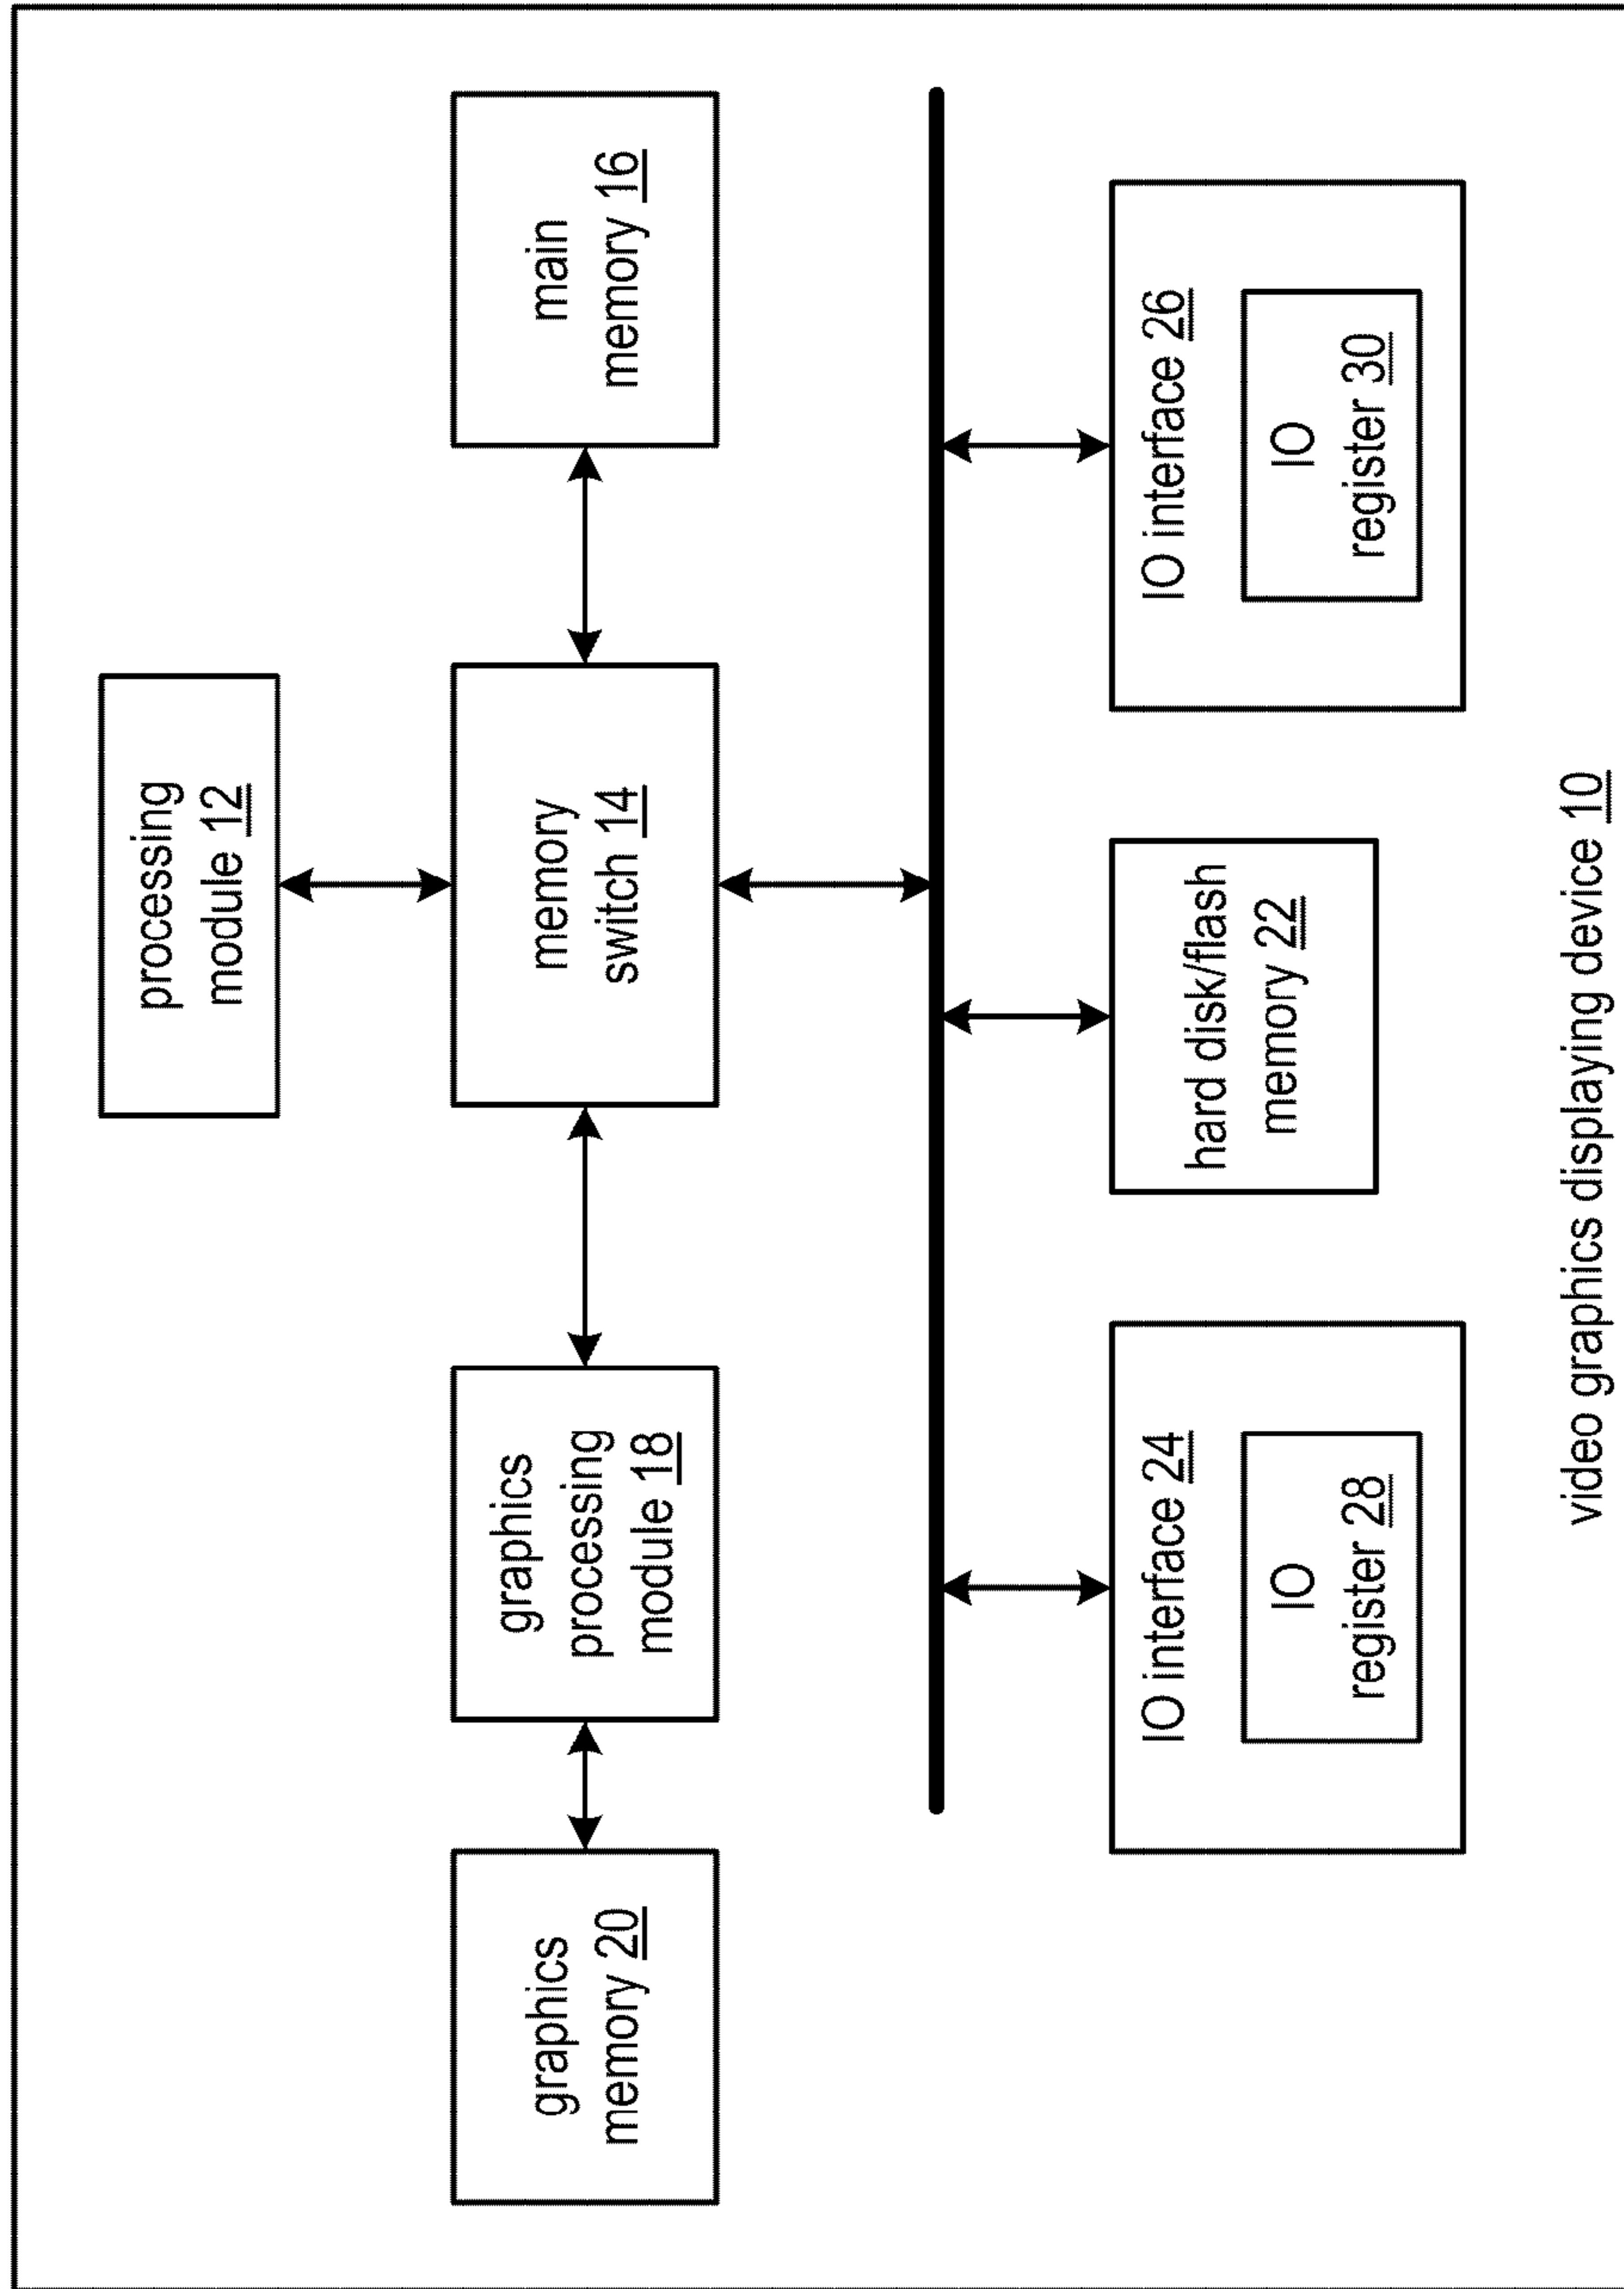 processing
module 12
graphics
memory 20
graphics
processing
module 18
memory
switch 14
main
memory 16
IO interface 24
IO
register 28
hard disk/flash
memory 22
IO interface 26
IO
register 30
video graphics displaying device 10